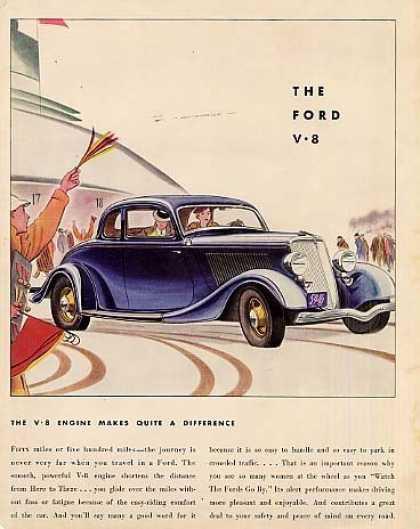 THE
FORD
V·8
17
18
THE V·8 ENGINE MAKES QUITE A DIFFERENCE
Forty miles or five hundred miles—the journey is
never very far when you travel in a Ford. The
smooth, powerful V-8 engine shortens the distance
from Here to There . . . you glide over the miles with-
out fuss or fatigue because of the easy-riding comfort
of the car. And you'll say many a good word for it
because it is so easy to handle and so easy to park in
crowded traffic. . . . That is an important reason why
you see so many women at the wheel as you "Watch
The Fords Go By." Its alert performance makes driving
more pleasant and enjoyable. And contributes a great
deal to your safety and peace of mind on every road.